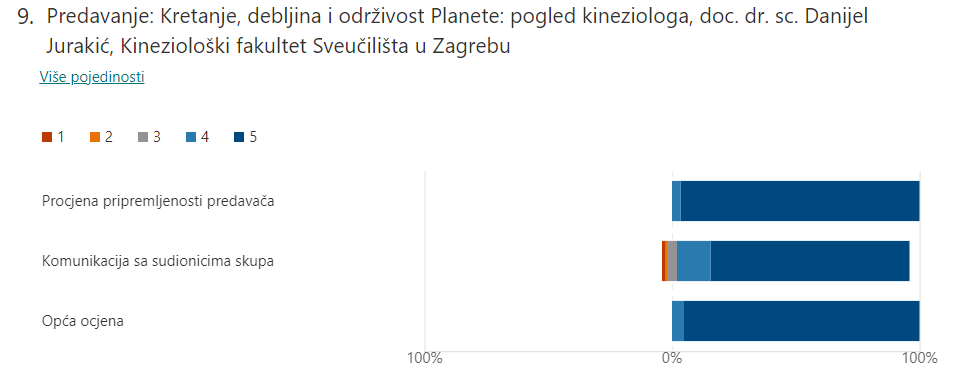 9. Predavanje: Kretanje, debljina i održivost Planete: pogled kineziologa, doc. dr. sc. Danijel
Jurakić, Kineziološki fakultet Sveučilišta u Zagrebu
Više pojedinosti
1 2 3 4 5
Procjena pripremljenosti predavača
Komunikacija sa sudionicima skupa
Opća ocjena
100% 0% 100%